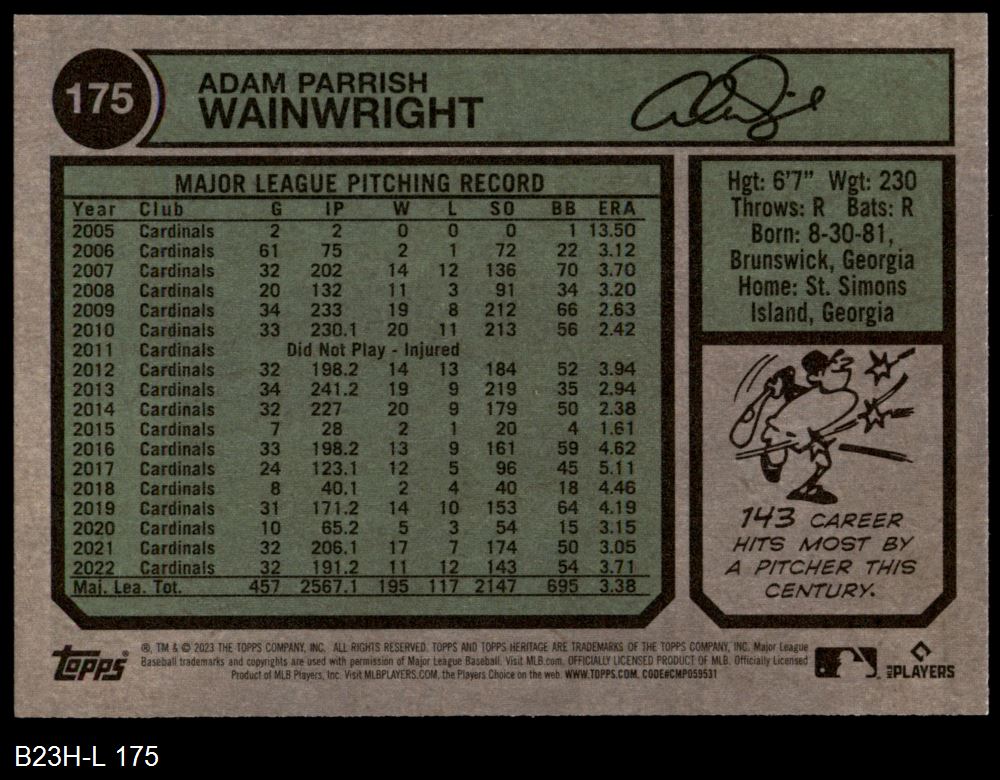 175
ADAM PARRISH
WAINWRIGHT
MAJOR LEAGUE PITCHING RECORD
Year Club G IP W L SO BB ERA
2005 Cardinals 2 2 0 0 0 1 13.50
2006 Cardinals 61 75 2 1 72 22 3.12
2007 Cardinals 32 202 14 12 136 70 3.70
2008 Cardinals 20 132 11 3 91 34 3.20
2009 Cardinals 34 233 19 8 212 66 2.63
2010 Cardinals 33 230.1 20 11 213 56 2.42
2011 Cardinals Did Not Play - Injured
2012 Cardinals 32 198.2 14 13 184 52 3.94
2013 Cardinals 34 241.2 19 9 219 35 2.94
2014 Cardinals 32 227 20 9 179 50 2.38
2015 Cardinals 7 28 2 1 20 4 1.61
2016 Cardinals 33 198.2 13 9 161 59 4.62
2017 Cardinals 24 123.1 12 5 96 45 5.11
2018 Cardinals 8 40.1 2 4 40 18 4.46
2019 Cardinals 31 171.2 14 10 153 64 4.19
2020 Cardinals 10 65.2 5 3 54 15 3.15
2021 Cardinals 32 206.1 17 7 174 50 3.05
2022 Cardinals 32 191.2 11 12 143 54 3.71
Maj. Lea. Tot. 457 2567.1 195 117 2147 695 3.38
Hgt: 6'7" Wgt: 230
Throws: R Bats: R
Born: 8-30-81,
Brunswick, Georgia
Home: St. Simons
Island, Georgia
143 CAREER
HITS MOST BY
A PITCHER THIS
CENTURY.
Topps
®, TM & © 2023 THE TOPPS COMPANY, INC. ALL RIGHTS RESERVED. TOPPS AND TOPPS HERITAGE ARE TRADEMARKS OF THE TOPPS COMPANY, INC. Major League
Baseball trademarks and copyrights are used with permission of Major League Baseball. Visit MLB.com. OFFICIALLY LICENSED PRODUCT OF MLB. Officially Licensed
Product of MLB Players, Inc. Visit MLBPLAYERS.COM, the Players Choice on the web. WWW.TOPPS.COM. CODE#CMP059531
MLB PLAYERS
B23H-L 175